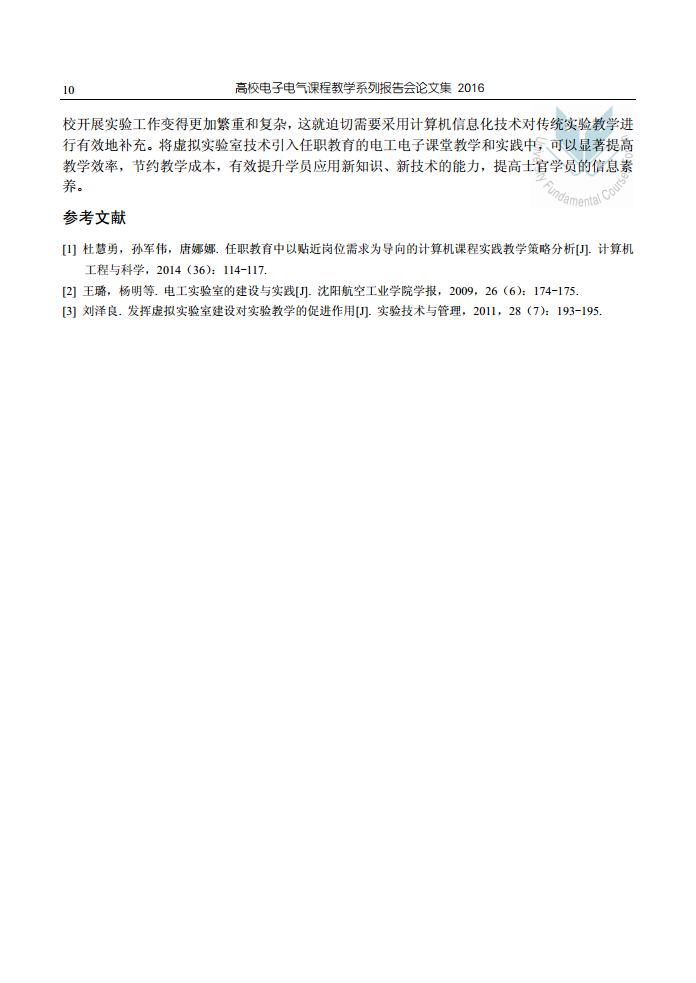 10 高校电子电气课程教学系列报告会论文集 2016
校开展实验工作变得更加繁重和复杂，这就迫切需要采用计算机信息化技术对传统实验教学进
行有效地补充。将虚拟实验室技术引入任职教育的电工电子课堂教学和实践中，可以显著提高
教学效率，节约教学成本，有效提升学员应用新知识、新技术的能力，提高士官学员的信息素
养。
参考文献
[1] 杜慧勇，孙军伟，唐娜娜. 任职教育中以贴近岗位需求为导向的计算机课程实践教学策略分析[J]. 计算机
工程与科学，2014（36）：114-117.
[2] 王璐，杨明等. 电工实验室的建设与实践[J]. 沈阳航空工业学院学报，2009，26（6）：174-175.
[3] 刘泽良. 发挥虚拟实验室建设对实验教学的促进作用[J]. 实验技术与管理，2011，28（7）：193-195.
Fundamental